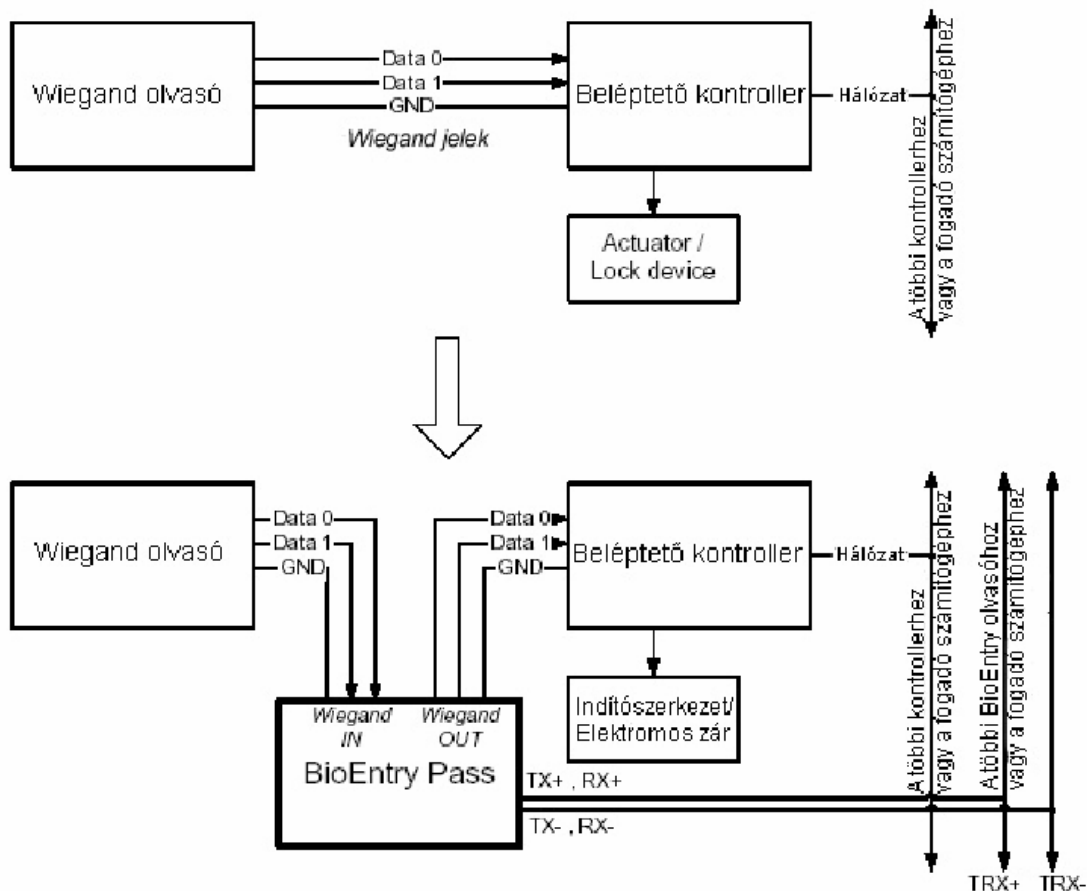 Wiegand olvasó
Data 0
Data 1
GND
Wiegand jelek
Beléptető kontroller
Hálózat
A többi kontrollerhez
vagy a fogadó számítógéphez
Actuator /
Lock device
Wiegand olvasó
Data 0
Data 1
GND
Data 0
Data 1
GND
Beléptető kontroller
Hálózat
A többi kontrollerhez
vagy a fogadó számítógéphez
A többi BioEntry olvasóhoz
vagy a fogadó számítógéphez
Indítószerkezet/
Elektromos zár
Wiegand
IN
Wiegand
OUT
BioEntry Pass
TX+ , RX+
TX- , RX-
TRX+
TRX-